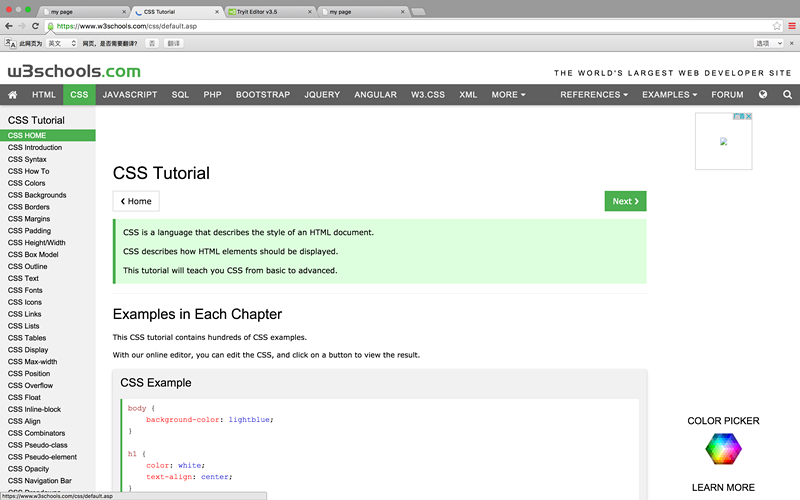 my page
CSS Tutorial
Tryit Editor v3.5
my page
https://www.w3schools.com/css/default.asp
此网页为 英文 网页，是否需要翻译？ 否 翻译 选项
w3schools.com
THE WORLD'S LARGEST WEB DEVELOPER SITE
HTML CSS JAVASCRIPT SQL PHP BOOTSTRAP JQUERY ANGULAR W3.CSS XML MORE REFERENCES EXAMPLES FORUM
CSS Tutorial
CSS HOME
CSS Introduction
CSS Syntax
CSS How To
CSS Colors
CSS Backgrounds
CSS Borders
CSS Margins
CSS Padding
CSS Height/Width
CSS Box Model
CSS Outline
CSS Text
CSS Fonts
CSS Icons
CSS Links
CSS Lists
CSS Tables
CSS Display
CSS Max-width
CSS Position
CSS Overflow
CSS Float
CSS Inline-block
CSS Align
CSS Combinators
CSS Pseudo-class
CSS Pseudo-element
CSS Opacity
CSS Navigation Bar
https://www.w3schools.com/css/default.asp
CSS Tutorial
❮ Home
Next ❯
CSS is a language that describes the style of an HTML document.
CSS describes how HTML elements should be displayed.
This tutorial will teach you CSS from basic to advanced.
Examples in Each Chapter
This CSS tutorial contains hundreds of CSS examples.
With our online editor, you can edit the CSS, and click on a button to view the result.
CSS Example
body {
background-color: lightblue;
}
h1 {
color: white;
text-align: center;
}
广告
COLOR PICKER
LEARN MORE